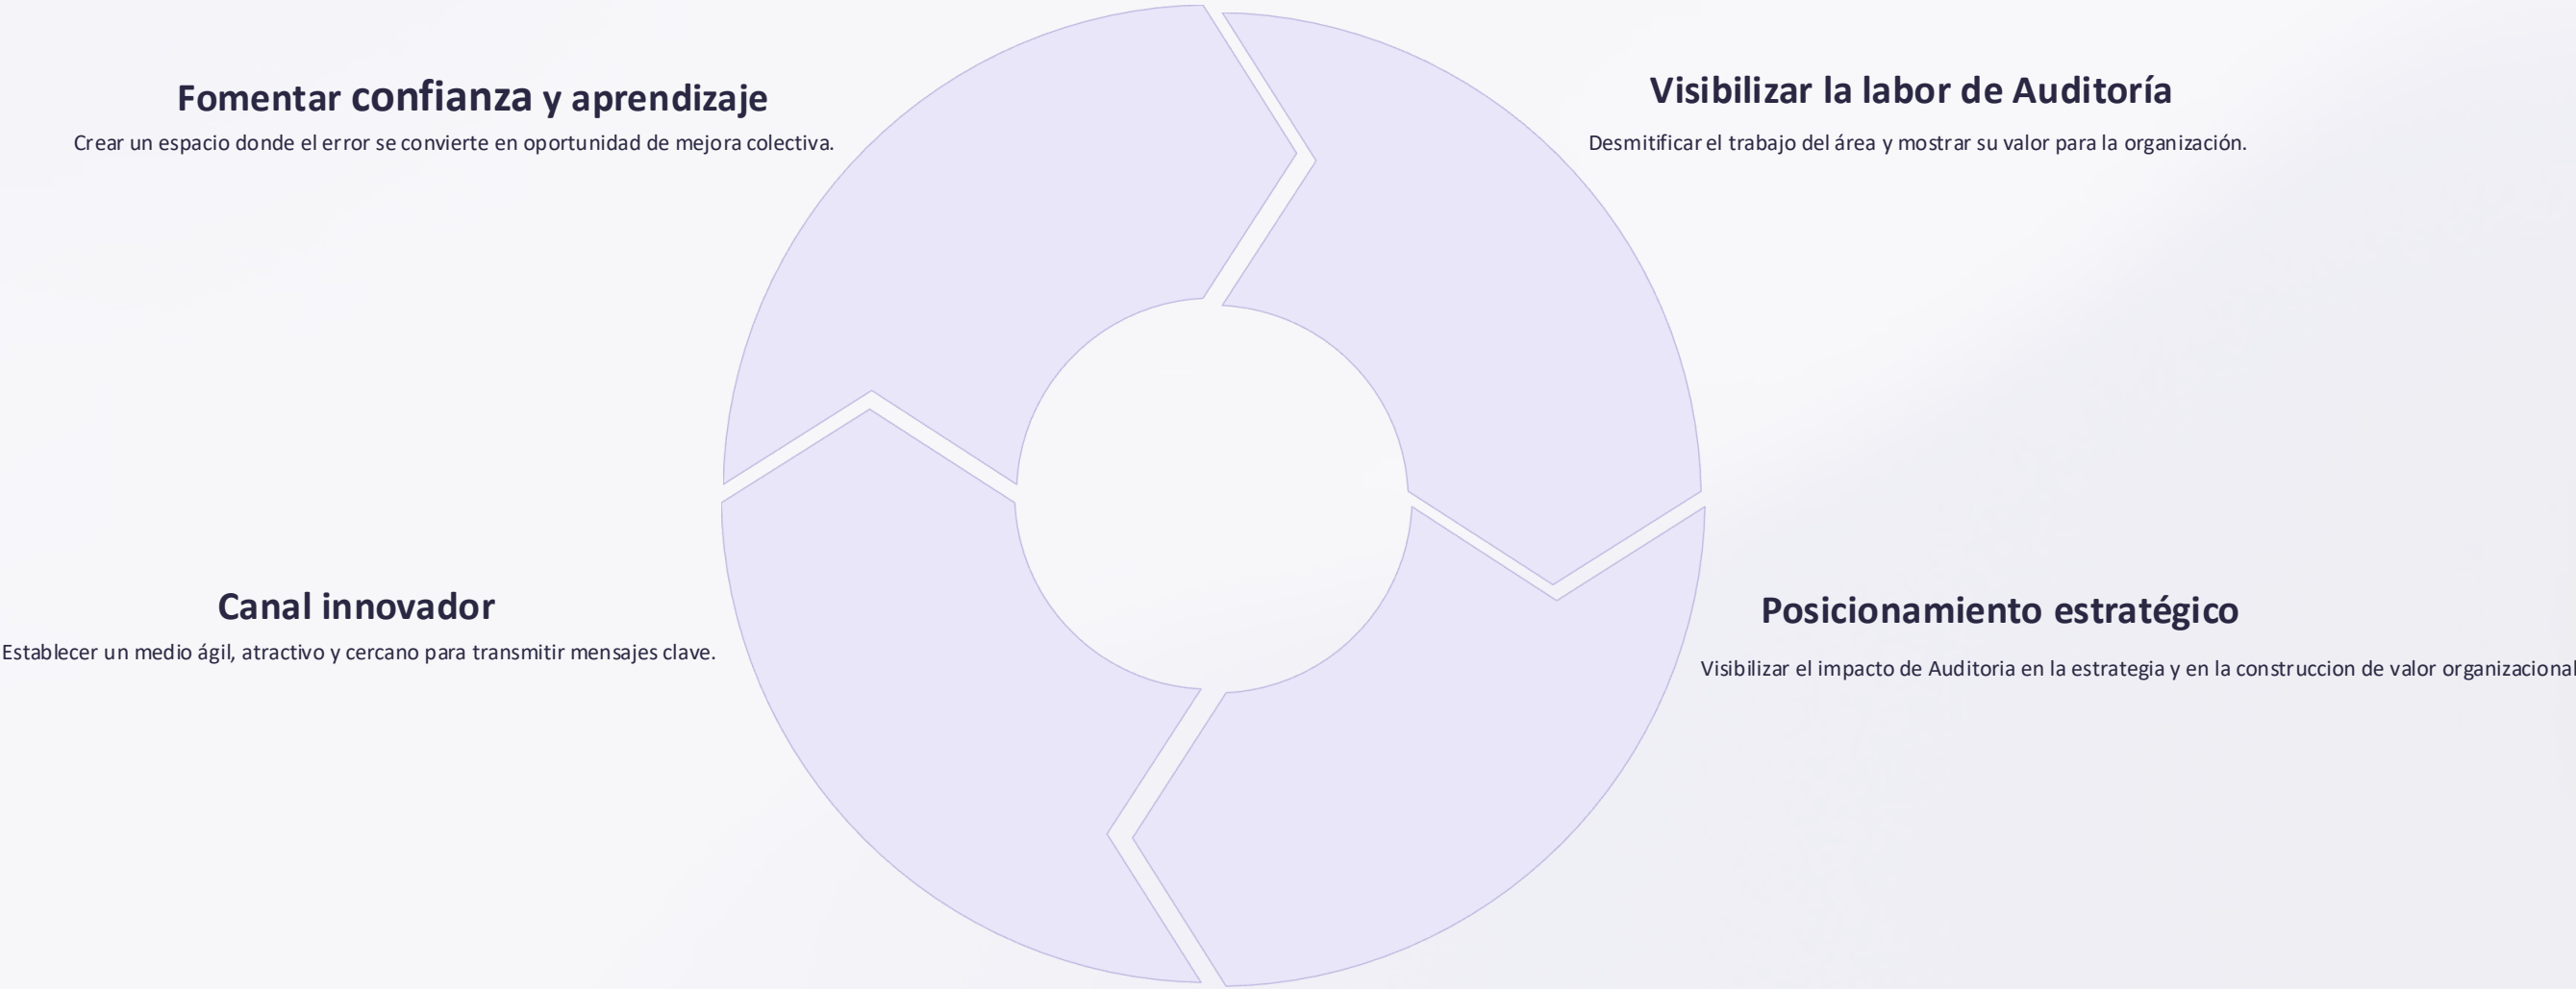 Fomentar confianza y aprendizaje
Crear un espacio donde el error se convierte en oportunidad de mejora colectiva.
Visibilizar la labor de Auditoría
Desmitificar el trabajo del área y mostrar su valor para la organización.
Canal innovador
Establecer un medio ágil, atractivo y cercano para transmitir mensajes clave.
Posicionamiento estratégico
Visibilizar el impacto de Auditoria en la estrategia y en la construccion de valor organizacional